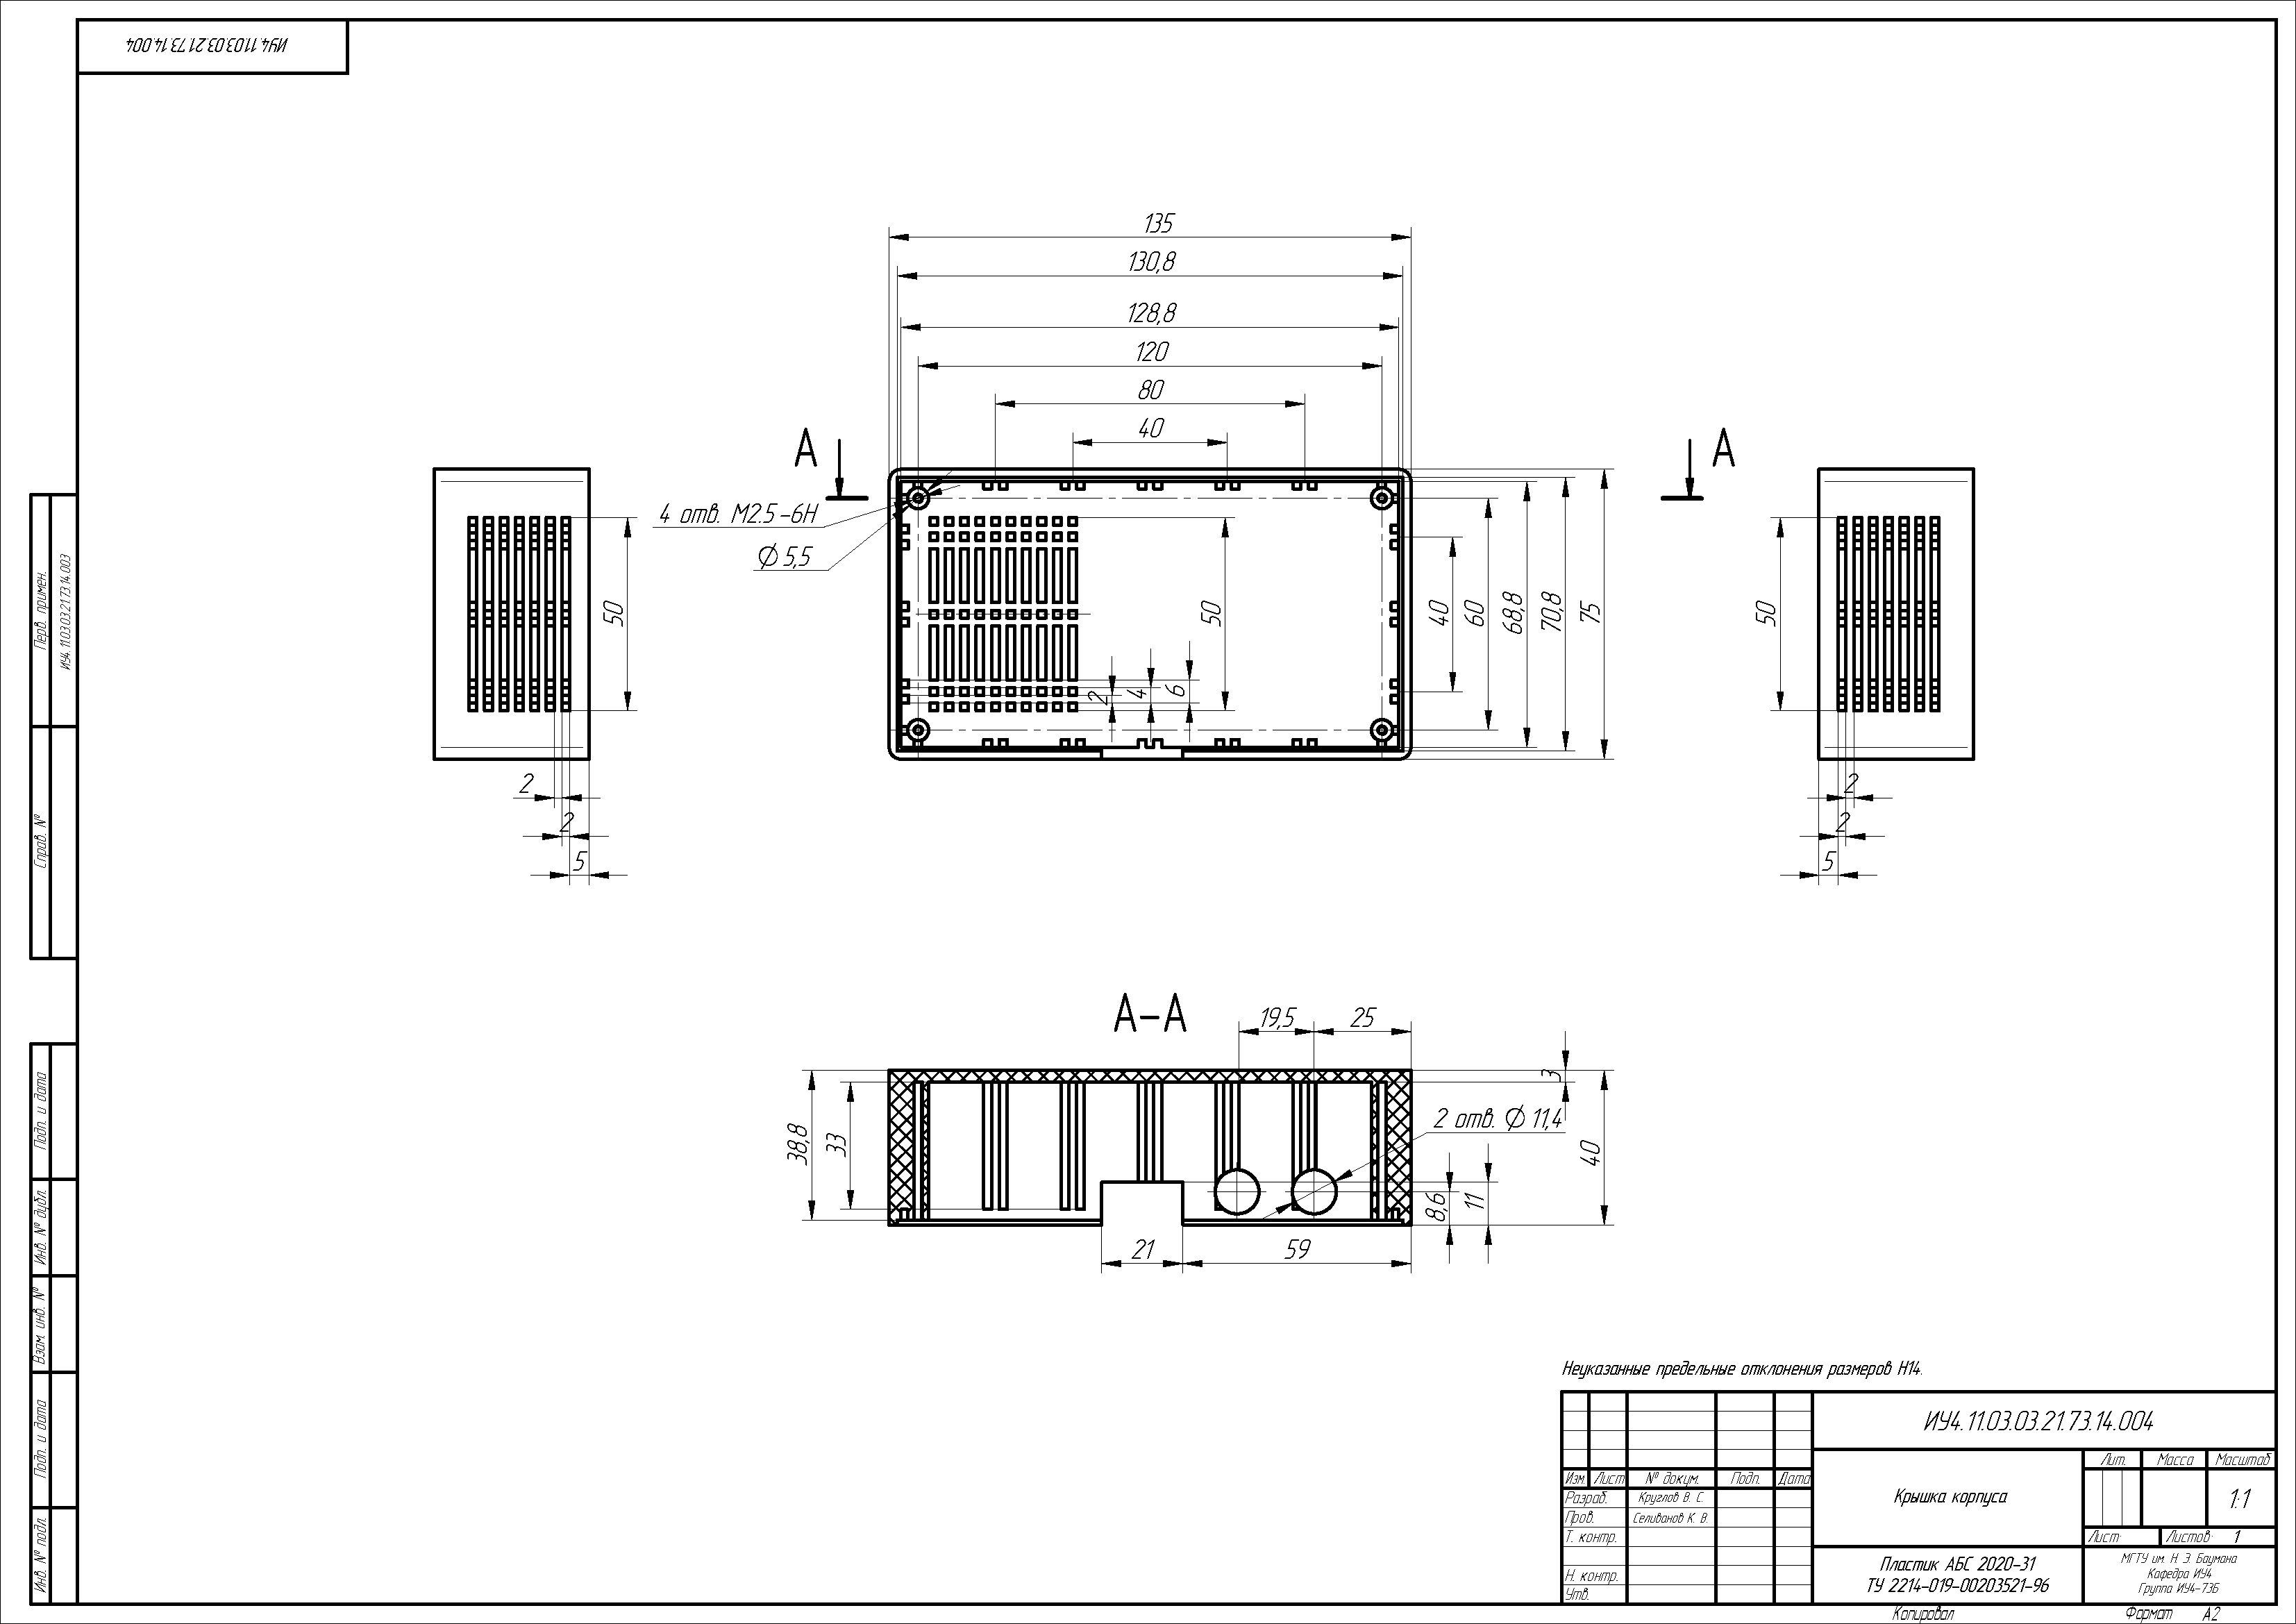 ИУ4.11.03.03.21.73.14.004
Перв. примен.
ИУ4.11.03.03.21.73.14.003
Справ. №
Подп. и дата
Инв. № дубл.
Взам. инв. №
Подп. и дата
Инв. № подл.
135
130,8
128,8
120
80
40
А
А
4 отв. М2.5-6Н
Ø 5,5
50
2
4
6
50
40
60
68,8
70,8
75
2
2
5
50
2
2
5
А-А
19,5
25
3
38,8
33
2 отв. Ø 11,4
8,6
11
40
21
59
Неуказанные предельные отклонения размеров Н14.
ИУ4.11.03.03.21.73.14.004
Изм. Лист № докум. Подп. Дата
Разраб. Круглов В. С.
Пров. Селиванов К. В.
Т. контр.
Н. контр.
Утв.
Крышка корпуса
Лит. Масса Масштаб
1:1
Лист Листов 1
Пластик АБС 2020-31
ТУ 2214-019-00203521-96
МГТУ им. Н. Э. Баумана
Кафедра ИУ4
Группа ИУ4-73Б
Копировал Формат А2